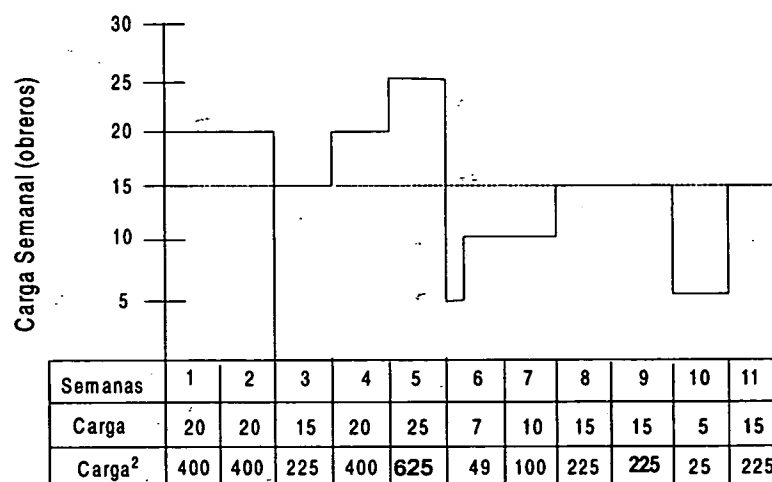 Carga Semanal (obreros)
30
25
20
15
10
5
Semanas 1 2 3 4 5 6 7 8 9 10 11
Carga 20 20 15 20 25 7 10 15 15 5 15
Carga² 400 400 225 400 625 49 100 225 225 25 225